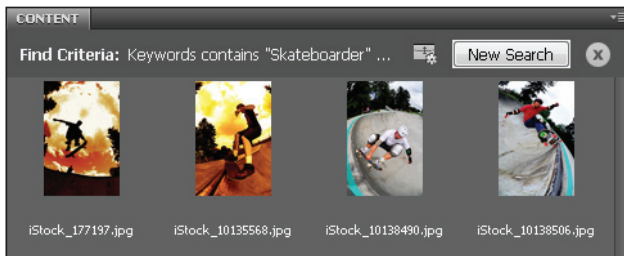 CONTENT
Find Criteria: Keywords contains "Skateboarder" ... New Search
iStock_177197.jpg iStock_10135568.jpg iStock_10138490.jpg iStock_10138506.jpg